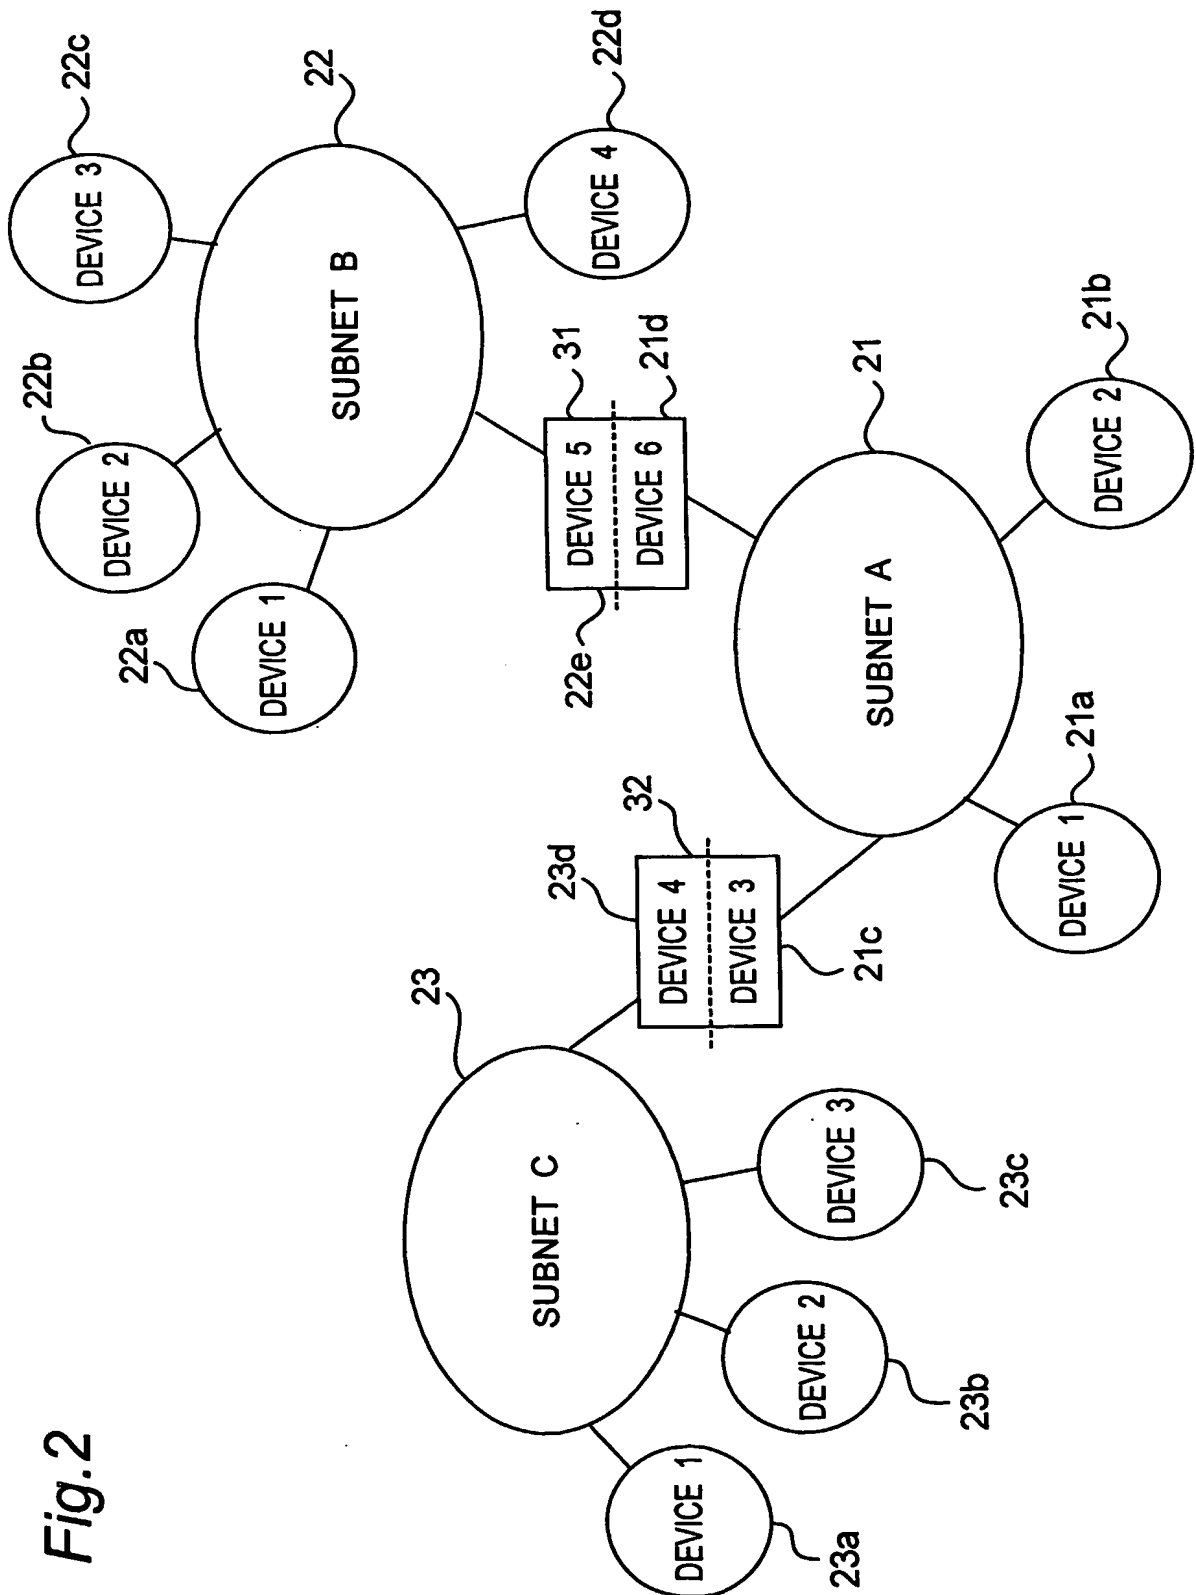 Fig.2
22c
DEVICE 3
22
22b
DEVICE 2
SUBNET B
22d
DEVICE 4
22a
DEVICE 1
31
DEVICE 5
21d
DEVICE 6
22e
21
SUBNET A
21b
DEVICE 2
21a
DEVICE 1
32
23d
DEVICE 4
DEVICE 3
21c
23
SUBNET C
DEVICE 3
23c
DEVICE 2
23b
DEVICE 1
23a